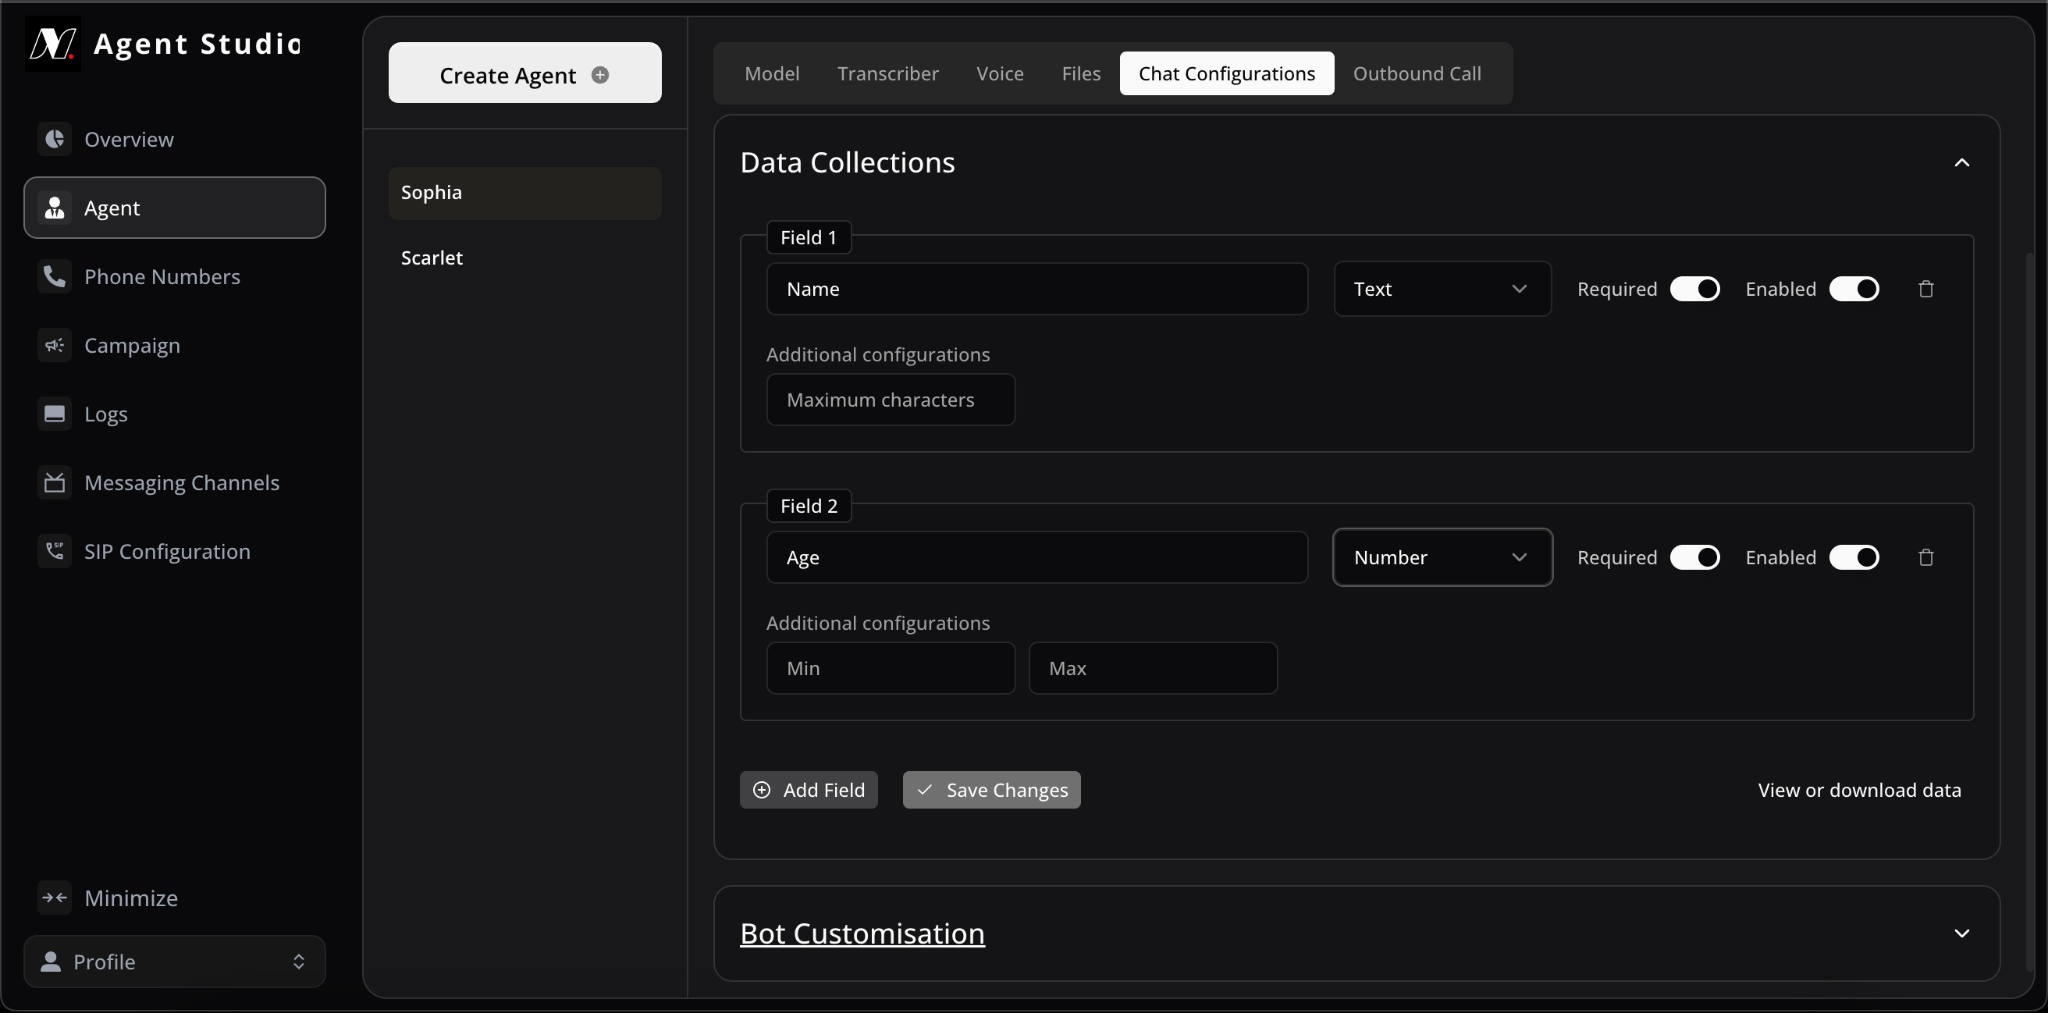 Agent Studio
Overview
Agent
Phone Numbers
Campaign
Logs
Messaging Channels
SIP Configuration
Minimize
Profile
Create Agent
Sophia
Scarlet
Model Transcriber Voice Files Chat Configurations Outbound Call
Data Collections
Field 1
Name Text Required Enabled
Additional configurations
Maximum characters
Field 2
Age Number Required Enabled
Additional configurations
Min Max
Add Field Save Changes View or download data
Bot Customisation